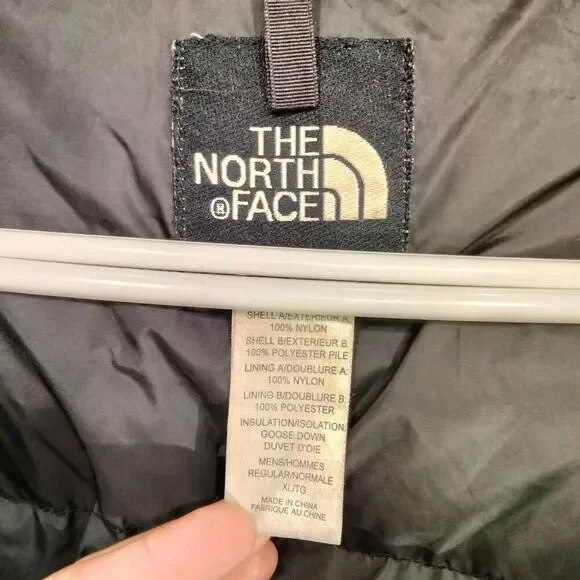 THE
NORTH
®FACE
SHELL A/EXTERIEUR A:
100% NYLON
SHELL B/EXTERIEUR B:
100% POLYESTER PILE
LINING A/DOUBLURE A:
100% NYLON
LINING B/DOUBLURE B:
100% POLYESTER
INSULATION/ISOLATION:
GOOSE DOWN
DUVET D'OIE
MENS/HOMMES
REGULAR/NORMALE
XL/TG
MADE IN CHINA
FABRIQUE AU CHINE